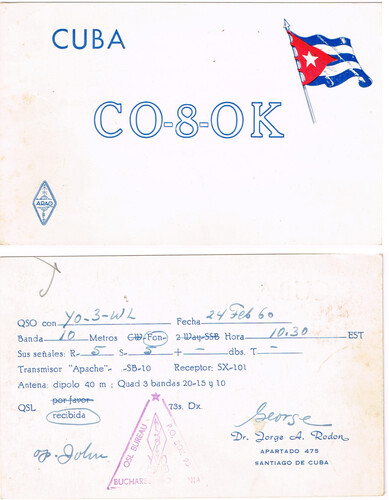 CUBA
CO-8-OK
QSO con YO-3-WL Fecha 24 Feb 60
Banda 10 Metros CW-Fon- 2 Way-SSB Hora 10.30 EST
Sus señales: R- 5 S- 5 + - dbs. T -
Transmisor "Apache" -SB-10 Receptor: SX-101
Antena: dipolo 40 m; Quad 3 bandas 20-15 y 10
QSL por favor 73s. Dx.
recibida
QSL BUREAU
P.O.
op. John
George
Dr. Jorge A. Rodon
APARTADO 475
SANTIAGO DE CUBA